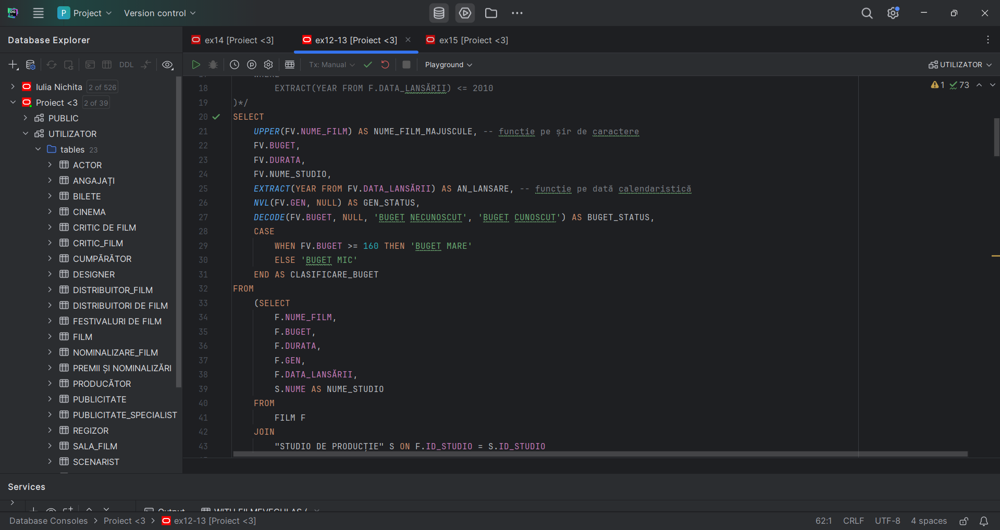 DG
P Project
Version control
Database Explorer
ex14 [Proiect <3]
ex12-13 [Proiect <3]
ex15 [Proiect <3]
DDL
Tx: Manual
Playground
UTILIZATOR
Iulia Nichita 2 of 526
Proiect <3 2 of 39
PUBLIC
UTILIZATOR
tables 23
ACTOR
ANGAJAȚI
BILETE
CINEMA
CRITIC DE FILM
CRITIC_FILM
CUMPĂRĂTOR
DESIGNER
DISTRIBUITOR_FILM
DISTRIBUITORI DE FILM
FESTIVALURI DE FILM
FILM
NOMINALIZARE_FILM
PREMII ȘI NOMINALIZĂRI
PRODUCĂTOR
PUBLICITATE
PUBLICITATE_SPECIALIST
REGIZOR
SALA_FILM
SCENARIST
1 73
17 WHERE
18 EXTRACT(YEAR FROM F.DATA_LANSĂRII) <= 2010
19 )*/
20 SELECT
21 UPPER(FV.NUME_FILM) AS NUME_FILM_MAJUSCULE, -- funcție pe șir de caractere
22 FV.BUGET,
23 FV.DURATA,
24 FV.NUME_STUDIO,
25 EXTRACT(YEAR FROM FV.DATA_LANSĂRII) AS AN_LANSARE, -- funcție pe dată calendaristică
26 NVL(FV.GEN, NULL) AS GEN_STATUS,
27 DECODE(FV.BUGET, NULL, 'BUGET NECUNOSCUT', 'BUGET CUNOSCUT') AS BUGET_STATUS,
28 CASE
29 WHEN FV.BUGET >= 160 THEN 'BUGET MARE'
30 ELSE 'BUGET MIC'
31 END AS CLASIFICARE_BUGET
32 FROM
33 (SELECT
34 F.NUME_FILM,
35 F.BUGET,
36 F.DURATA,
37 F.GEN,
38 F.DATA_LANSĂRII,
39 S.NUME AS NUME_STUDIO
40 FROM
41 FILM F
42 JOIN
43 "STUDIO DE PRODUCȚIE" S ON F.ID_STUDIO = S.ID_STUDIO
Services
Output
Database Consoles > Proiect <3 > ex12-13 [Proiect <3]
62:1 CRLF UTF-8 4 spaces